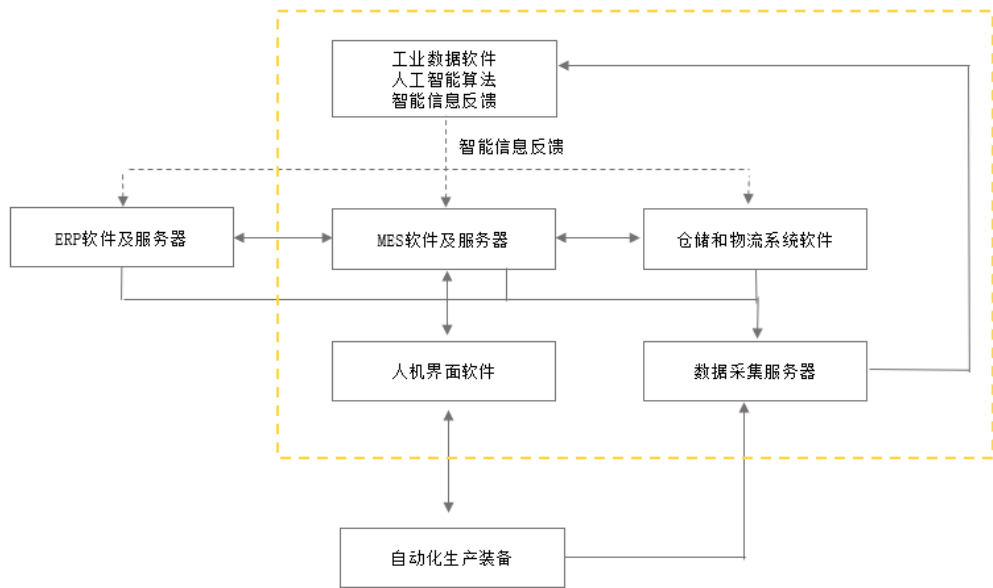 工业数据软件
人工智能算法
智能信息反馈
智能信息反馈
ERP软件及服务器
MES软件及服务器
仓储和物流系统软件
人机界面软件
数据采集服务器
自动化生产装备